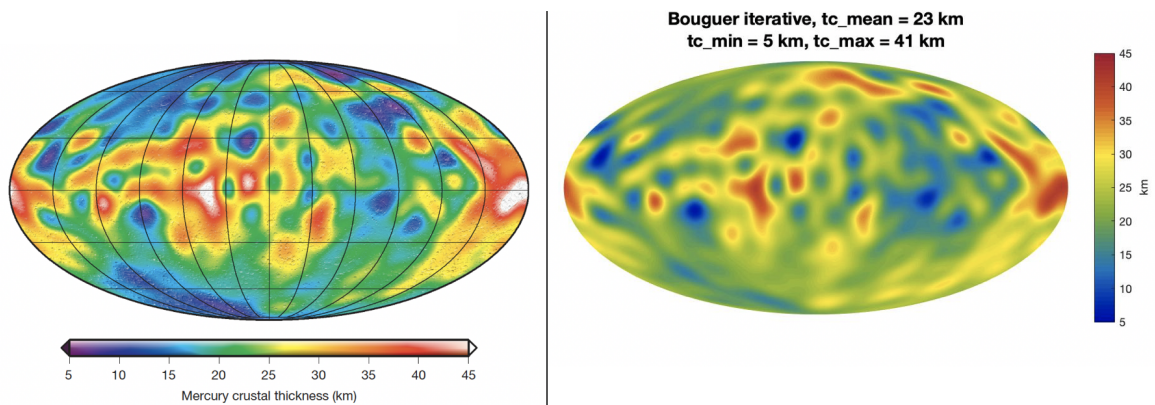 5 10 15 20 25 30 35 40 45
Mercury crustal thickness (km)
Bouguer iterative, tc_mean = 23 km
tc_min = 5 km, tc_max = 41 km
45
40
35
30
25
20
15
10
5
km